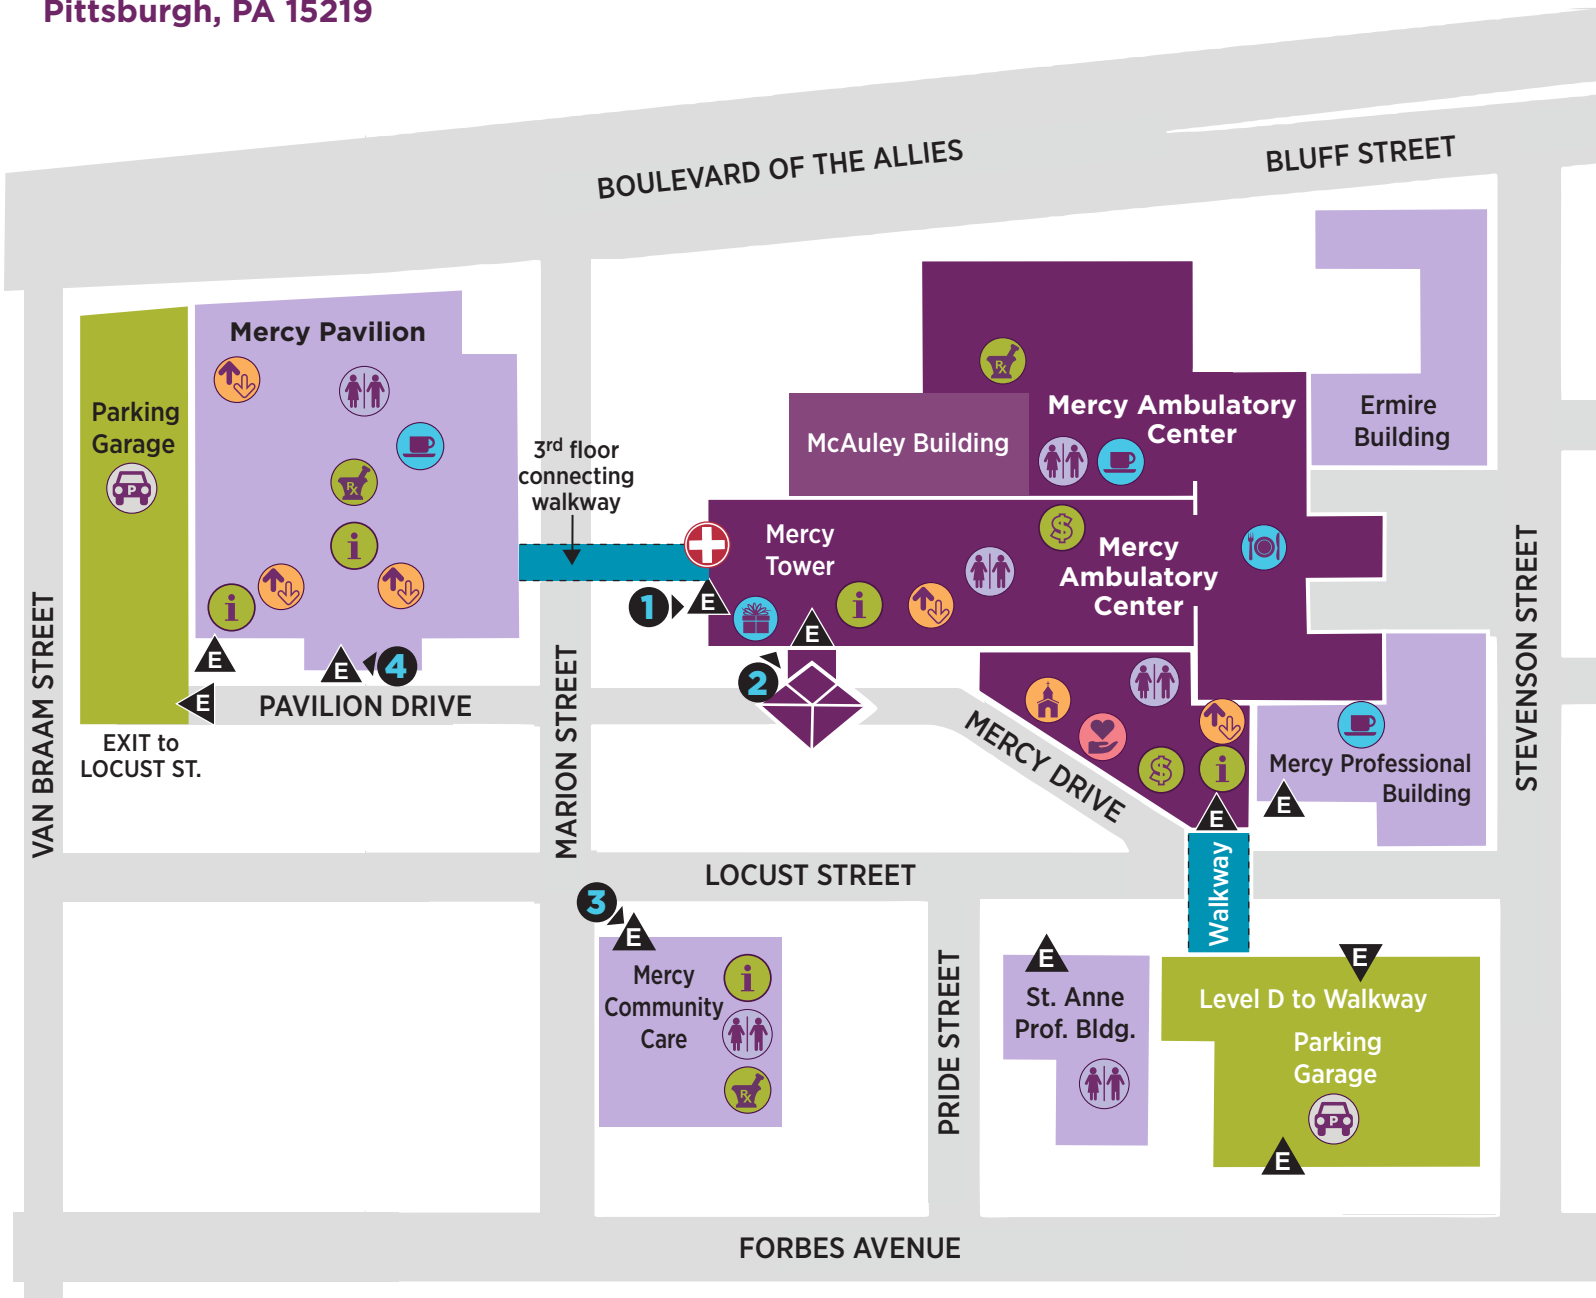 Pittsburgh, PA 15219
BOULEVARD OF THE ALLIES
BLUFF STREET
Mercy Pavilion
Parking
Garage
P
Rx
i
i
E
E
4
E
PAVILION DRIVE
EXIT to
LOCUST ST.
VAN BRAAM STREET
3rd floor
connecting
walkway
MARION STREET
Rx
McAuley Building
Mercy Ambulatory
Center
Ermire
Building
Mercy
Tower
$
Mercy
Ambulatory
Center
1
E
i
E
2
MERCY DRIVE
$
i
E
Mercy Professional
Building
E
STEVENSON STREET
LOCUST STREET
Walkway
3
E
Mercy
Community
Care
i
Rx
PRIDE STREET
E
St. Anne
Prof. Bldg.
E
Level D to Walkway
Parking
Garage
P
E
FORBES AVENUE